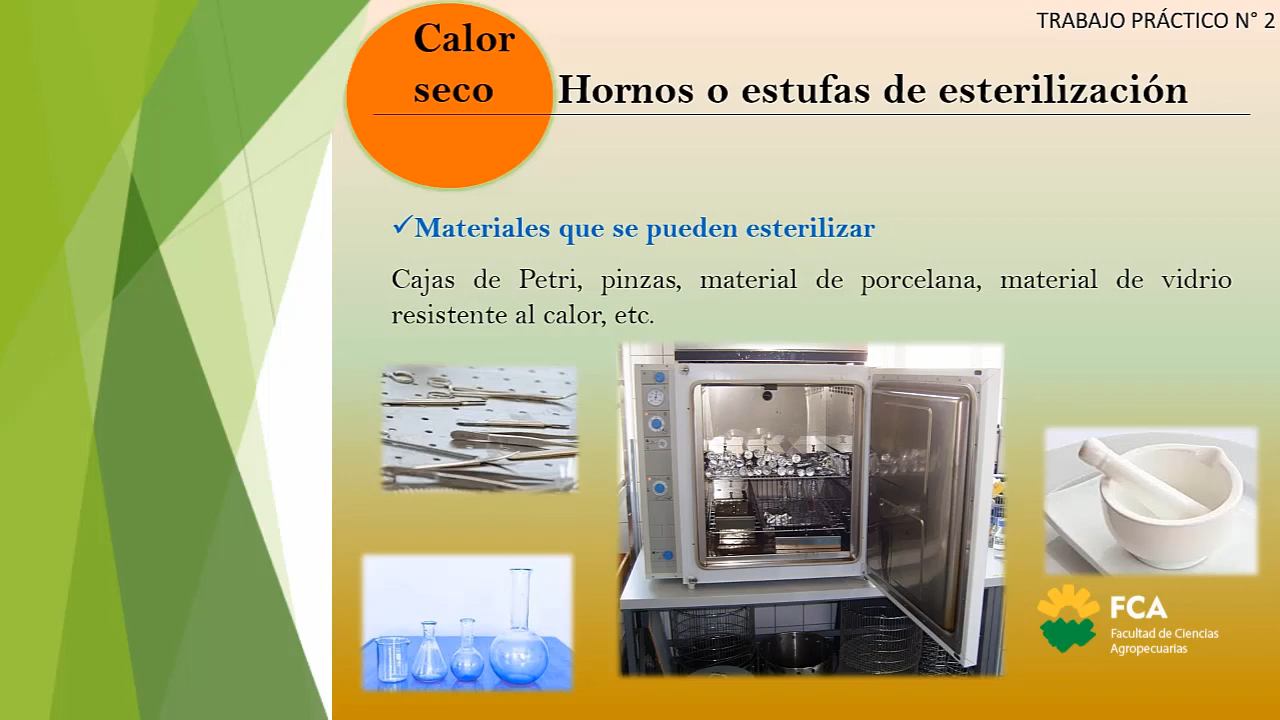 TRABAJO PRÁCTICO N° 2
Calor
seco
Hornos o estufas de esterilización
✓Materiales que se pueden esterilizar
Cajas de Petri, pinzas, material de porcelana, material de vidrio
resistente al calor, etc.
FCA
Facultad de Ciencias
Agropecuarias